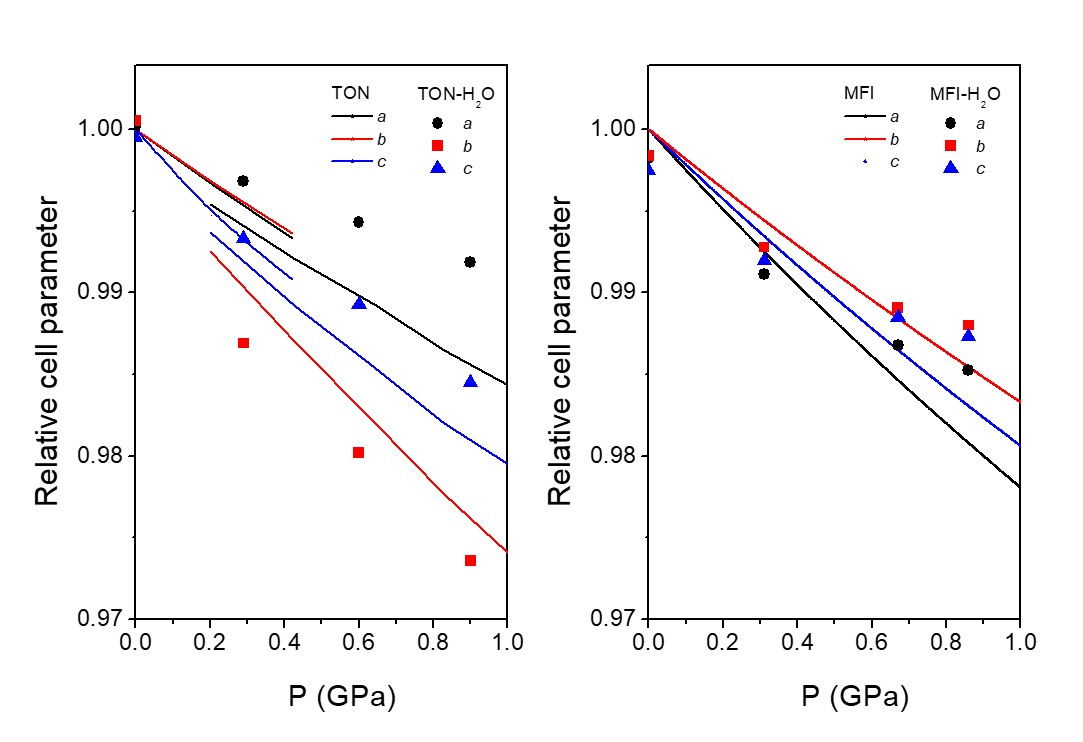 TON TON-H2O
a a
b b
c c
1.00
0.99
0.98
0.97
0.0 0.2 0.4 0.6 0.8 1.0
P (GPa)
Relative cell parameter
MFI MFI-H2O
a a
b b
c c
1.00
0.99
0.98
0.97
0.0 0.2 0.4 0.6 0.8 1.0
P (GPa)
Relative cell parameter